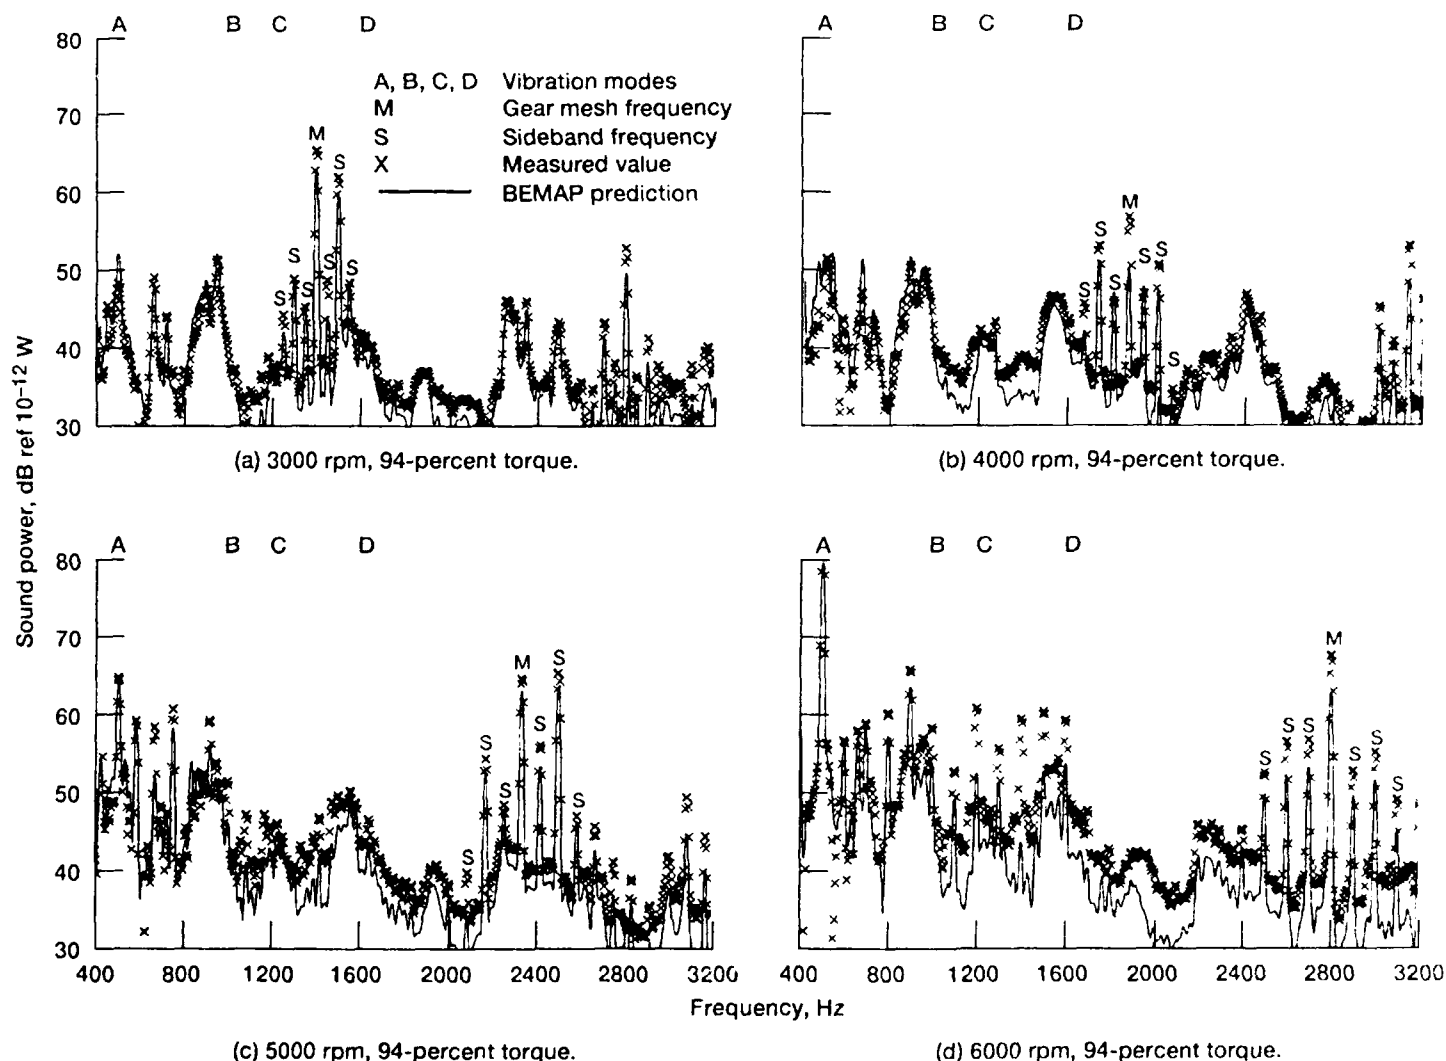 A B C D
A B C D
80
70
60
50
40
30
A, B, C, D Vibration modes
M Gear mesh frequency
S Sideband frequency
X Measured value
BEMAP prediction
M
S
S
S
S
S
S
M
S
S
S
S
S
S
(a) 3000 rpm, 94-percent torque.
(b) 4000 rpm, 94-percent torque.
Sound power, dB ref 10⁻¹² W
A B C D
A B C D
80
70
60
50
40
30
M
S
S
S
S
S
S
M
S
S
S
S
S
S
400 800 1200 1600 2000 2400 2800 3200
400 800 1200 1600 2000 2400 2800 3200
Frequency, Hz
(c) 5000 rpm, 94-percent torque.
(d) 6000 rpm, 94-percent torque.